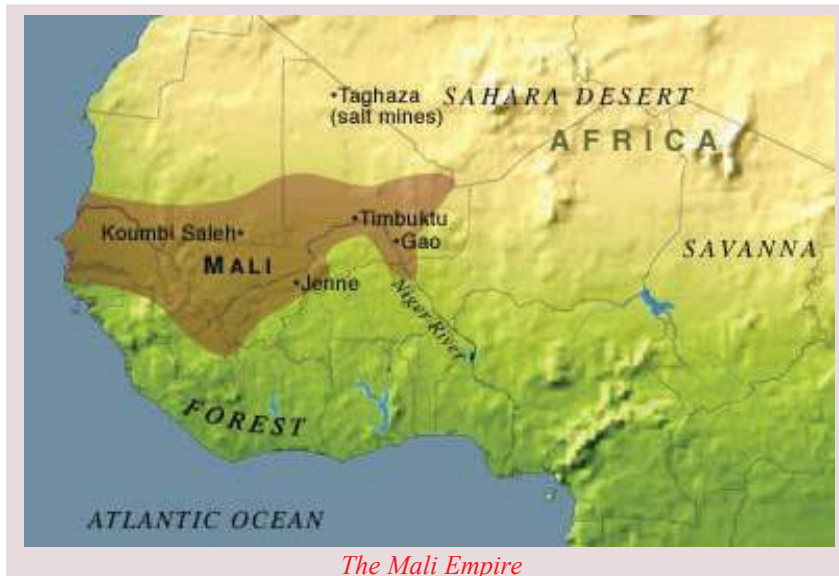 •Taghaza
(salt mines)
SAHARA DESERT
AFRICA
•Timbuktu
Koumbi Saleh•
•Gao
SAVANNA
MALI
•Jenne
Niger River
FOREST
ATLANTIC OCEAN
The Mali Empire